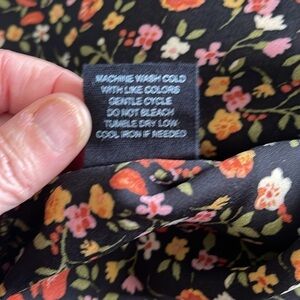 MACHINE WASH COLD
WITH LIKE COLORS
GENTLE CYCLE
DO NOT BLEACH
TUMBLE DRY LOW
COOL IRON IF NEEDED